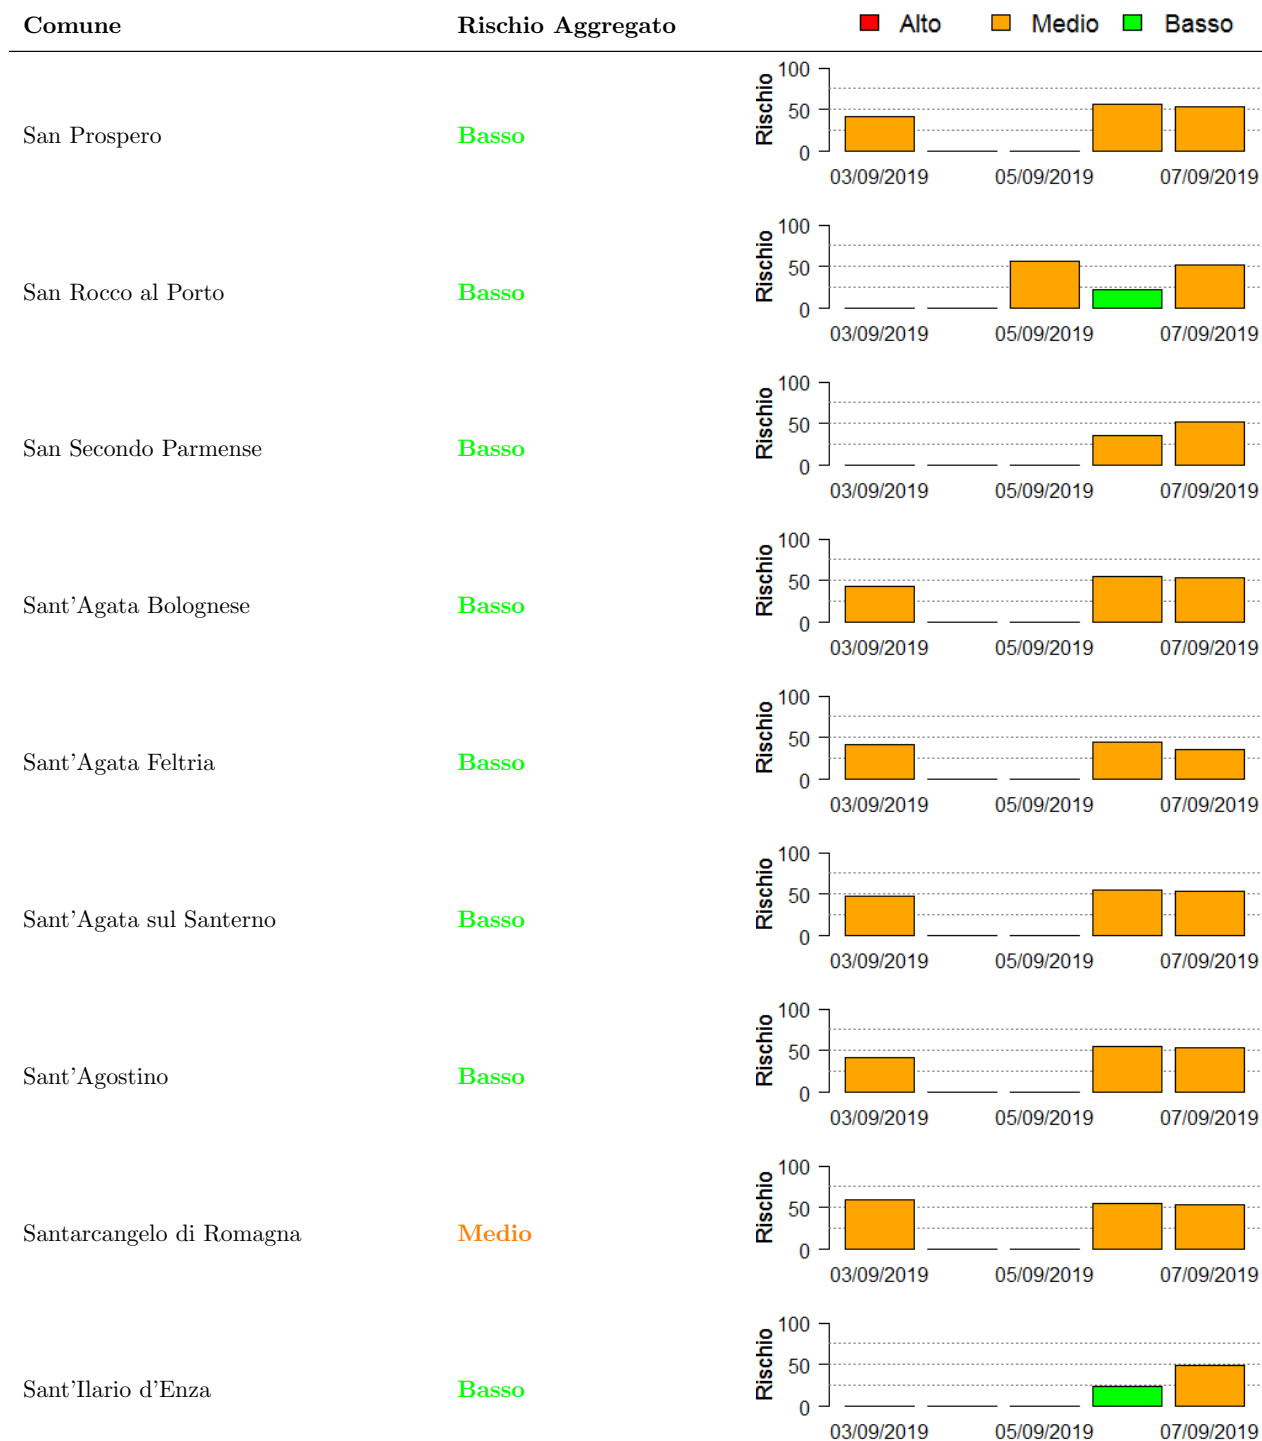 Comune Rischio Aggregato Alto Medio Basso
San Prospero Basso
Rischio
100
50
0
03/09/2019 05/09/2019 07/09/2019
San Rocco al Porto Basso
Rischio
100
50
0
03/09/2019 05/09/2019 07/09/2019
San Secondo Parmense Basso
Rischio
100
50
0
03/09/2019 05/09/2019 07/09/2019
Sant'Agata Bolognese Basso
Rischio
100
50
0
03/09/2019 05/09/2019 07/09/2019
Sant'Agata Feltria Basso
Rischio
100
50
0
03/09/2019 05/09/2019 07/09/2019
Sant'Agata sul Santerno Basso
Rischio
100
50
0
03/09/2019 05/09/2019 07/09/2019
Sant'Agostino Basso
Rischio
100
50
0
03/09/2019 05/09/2019 07/09/2019
Santarcangelo di Romagna Medio
Rischio
100
50
0
03/09/2019 05/09/2019 07/09/2019
Sant'Ilario d'Enza Basso
Rischio
100
50
0
03/09/2019 05/09/2019 07/09/2019